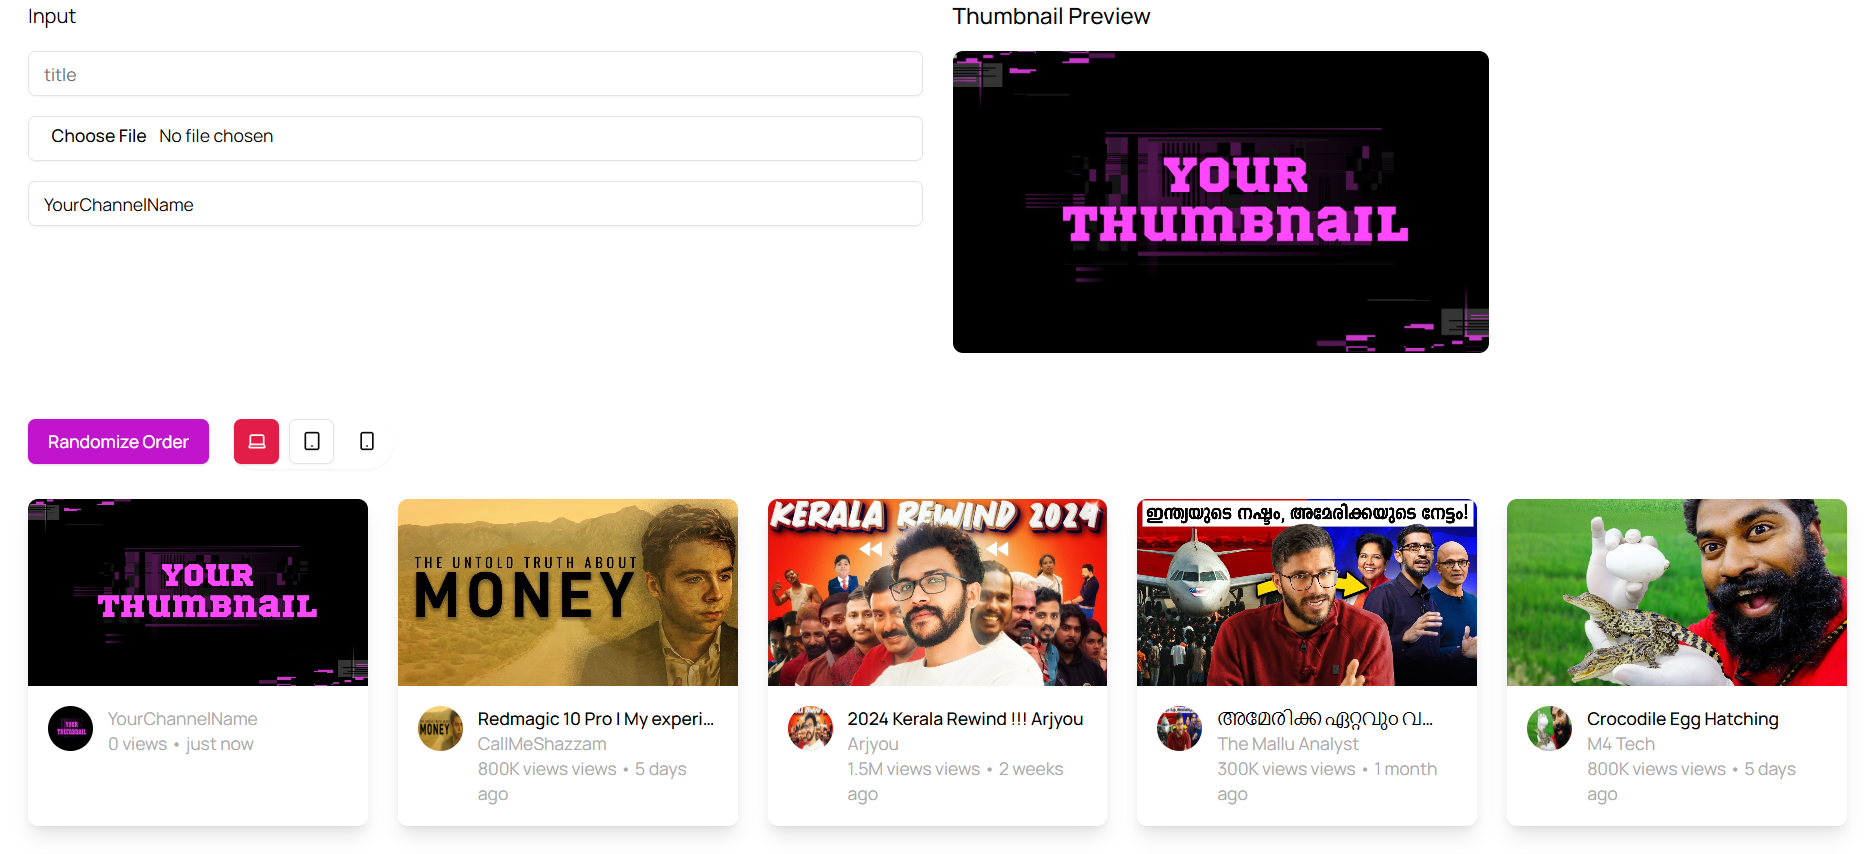 Input
Thumbnail Preview
title
Choose File No file chosen
YourChannelName
YOUR
THUMBNAIL
Randomize Order
YOUR
THUMBNAIL
YourChannelName
0 views • just now
THE UNTOLD TRUTH ABOUT
MONEY
Redmagic 10 Pro I My experi...
CallMeShazzam
800K views views • 5 days
ago
KERALA REWIND 2024
2024 Kerala Rewind !!! Arjyou
Arjyou
1.5M views views • 2 weeks
ago
ഇന്ത്യയുടെ നഷ്ടം, അമേരിക്കയുടെ നേട്ടം!
അമേരിക്ക ഏറ്റവും വ...
The Mallu Analyst
300K views views • 1 month
ago
Crocodile Egg Hatching
M4 Tech
800K views views • 5 days
ago